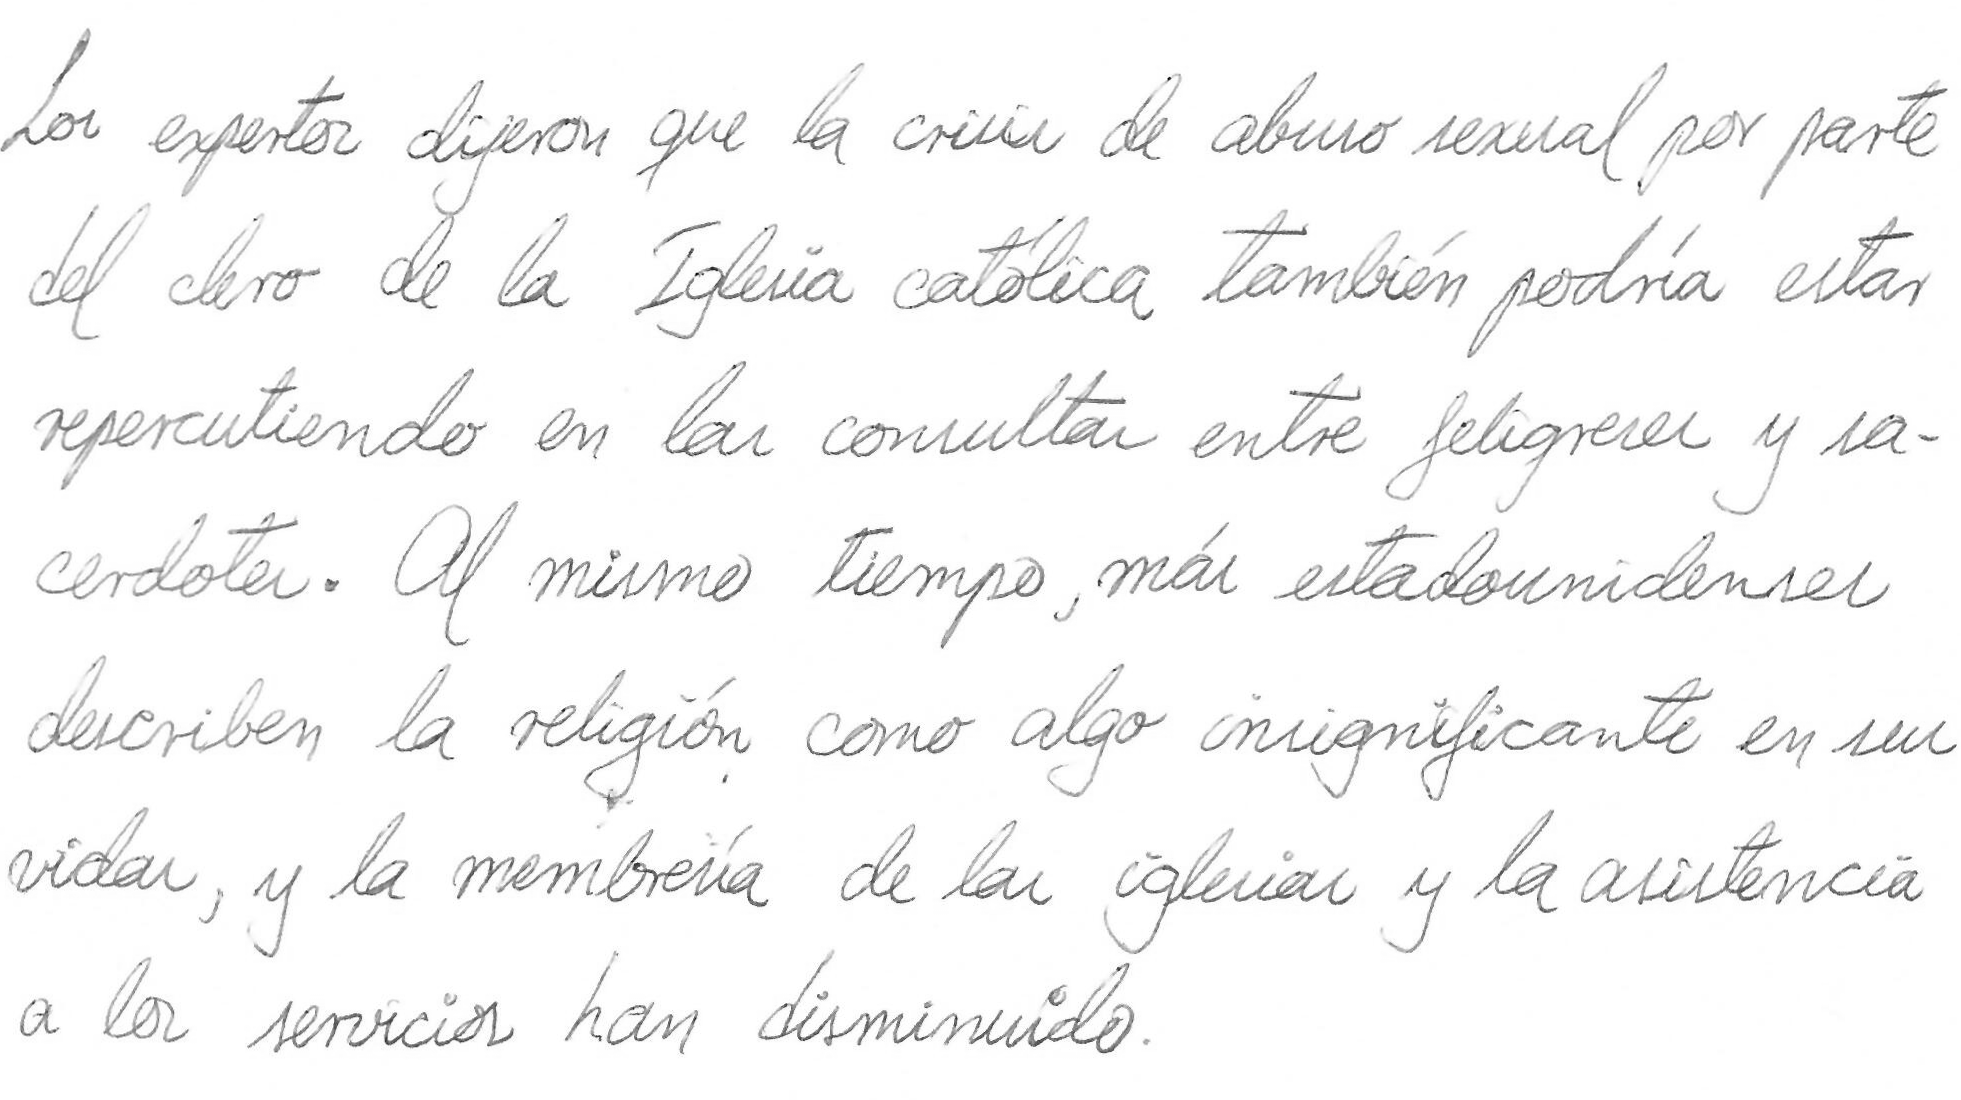 Los expertos dijeron que la crisis de abuso sexual por parte
del clero de la Iglesia católica también podría estar
repercutiendo en las consultas entre feligreses y sa-
cerdotes. Al mismo tiempo, más estadounidenses
describen la religión como algo insignificante en sus
vidas, y la membresía de las iglesias y la asistencia
a los servicios han disminuido.